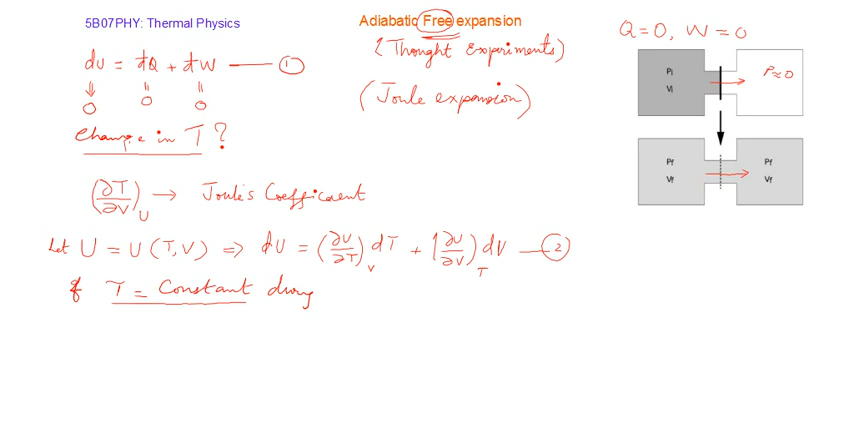 5B07PHY: Thermal Physics
Adiabatic Free expansion
Q=0, W=0
{Thought Experiments)
(Joule expansion)
dU = đQ + đW — ①
⇓ = =
0 0 0
Change in T ?
(∂T/∂V)U → Joule's Coefficient
Let U = U(T,V) ⇒ dU = (∂U/∂T)V dT + (∂U/∂V)T dV — ②
If T = Constant during
Pi
Vi
P≈0
Pf
Vf
Pf
Vf